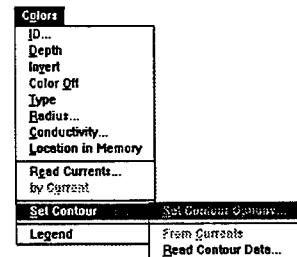 Colors
ID...
Depth
Invert
Color Off
Type
Radius...
Conductivity...
Location in Memory
Read Currents...
by Current
Set Contour
Set Contour Options...
Legend
From Currents
Read Contour Data...